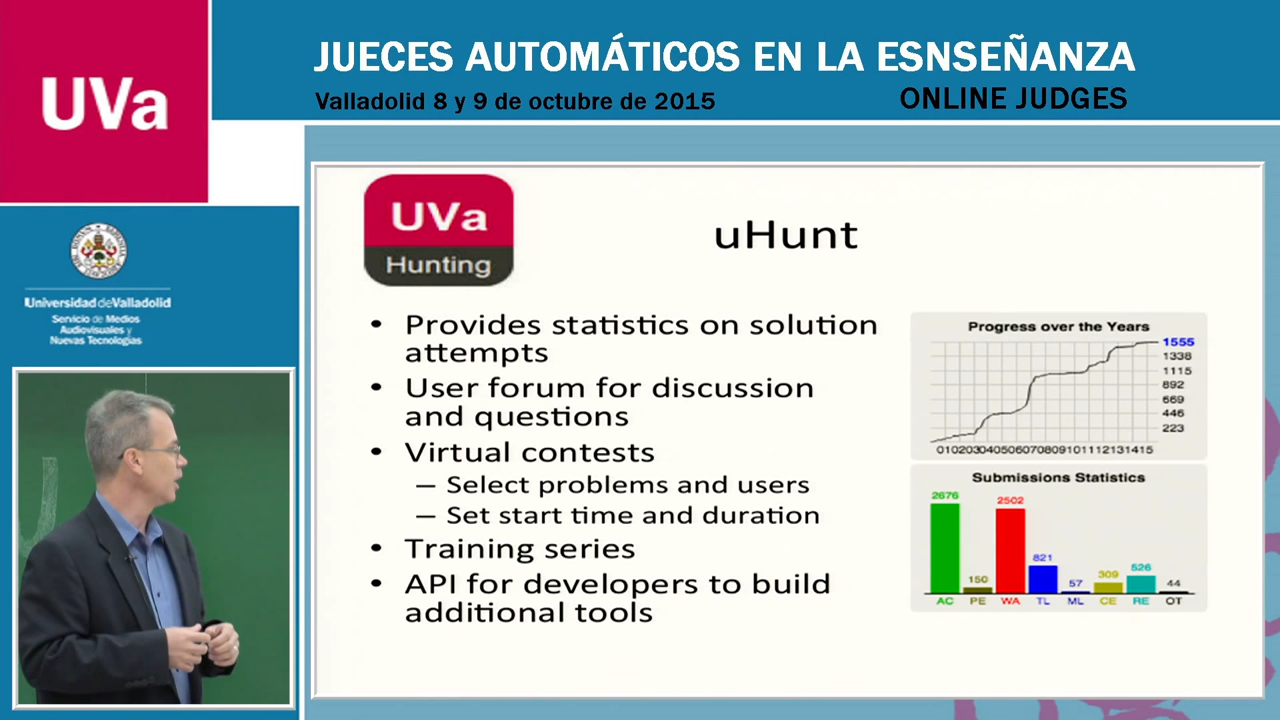 UVa
JUECES AUTOMÁTICOS EN LA ESNSEÑANZA
Valladolid 8 y 9 de octubre de 2015
ONLINE JUDGES
Universidad de Valladolid
Servicio de Medios
Audiovisuales y
Nuevas Tecnologías
UVa
Hunting
uHunt
• Provides statistics on solution
attempts
• User forum for discussion
and questions
• Virtual contests
– Select problems and users
– Set start time and duration
• Training series
• API for developers to build
additional tools
Progress over the Years
1555
1338
1115
892
669
446
223
010203040506070809101112131415
Submissions Statistics
2676
150
2502
821
57
309
526
44
AC PE WA TL ML CE RE OT